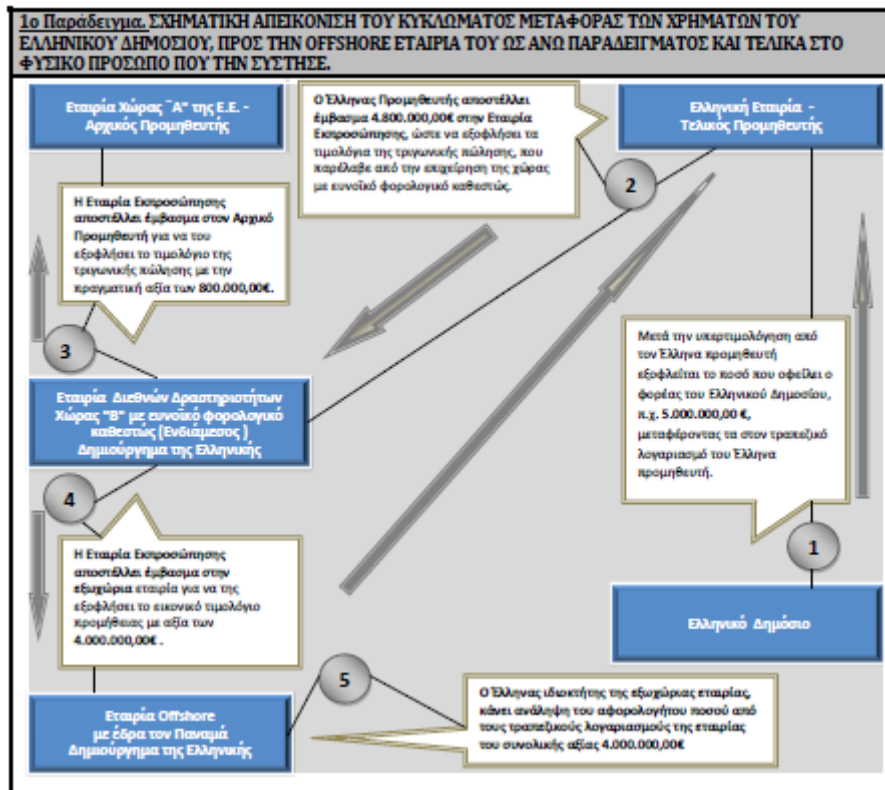 1ο Παράδειγμα. ΣΧΗΜΑΤΙΚΗ ΑΠΕΙΚΟΝΙΣΗ ΤΟΥ ΚΥΚΛΩΜΑΤΟΣ ΜΕΤΑΦΟΡΑΣ ΤΩΝ ΧΡΗΜΑΤΩΝ ΤΟΥ
ΕΛΛΗΝΙΚΟΥ ΔΗΜΟΣΙΟΥ, ΠΡΟΣ ΤΗΝ OFFSHORE ΕΤΑΙΡΙΑ ΤΟΥ ΩΣ ΑΝΩ ΠΑΡΑΔΕΙΓΜΑΤΟΣ ΚΑΙ ΤΕΛΙΚΑ ΣΤΟ
ΦΥΣΙΚΟ ΠΡΟΣΩΠΟ ΠΟΥ ΤΗΝ ΣΥΣΤΗΣΕ.
Εταιρία Χώρας ¨Α" της Ε.Ε. -
Αρχικός Προμηθευτής
Ο Έλληνας Προμηθευτής αποστέλλει
έμβασμα 4.800.000,00€ στην Εταιρία
Εκπροσώπησης, ώστε να εξοφλήσει τα
τιμολόγια της τριγωνικής πώλησης, που
παρέλαβε από την επιχείρηση της χώρας
με ευνοϊκό φορολογικό καθεστώς.
Ελληνική Εταιρία -
Τελικός Προμηθευτής
2
Η Εταιρία Εκπροσώπησης
αποστέλλει έμβασμα στον Αρχικό
Προμηθευτή για να του
εξοφλήσει το τιμολόγιο της
τριγωνικής πώλησης με την
πραγματική αξία των 800.000,00€.
3
Εταιρία Διεθνών Δραστηριοτήτων
Χώρας "Β" με ευνοϊκό φορολογικό
καθεστώς (Ενδιάμεσος )
Δημιούργημα της Ελληνικής
Μετά την υπερτιμολόγηση από
τον Έλληνα προμηθευτή
εξοφλείται το ποσό που οφείλει ο
φορέας του Ελληνικού Δημοσίου,
π.χ. 5.000.000,00 €,
μεταφέροντας τα στον τραπεζικό
λογαριασμό του Έλληνα
προμηθευτή.
4
1
Η Εταιρία Εκπροσώπησης
αποστέλλει έμβασμα στην
εξωχώρια εταιρία για να της
εξοφλήσει το εικονικό τιμολόγιο
προμήθειας με αξία των
4.000.000,00€ .
Ελληνικό Δημόσιο
5
Εταιρία Offshore
με έδρα τον Παναμά
Δημιούργημα της Ελληνικής
Ο Έλληνας ιδιοκτήτης της εξωχώριας εταιρίας,
κάνει ανάληψη του αφορολογήτου ποσού από
τους τραπεζικούς λογαριασμούς της εταιρίας
του συνολικής αξίας 4.000.000,00€